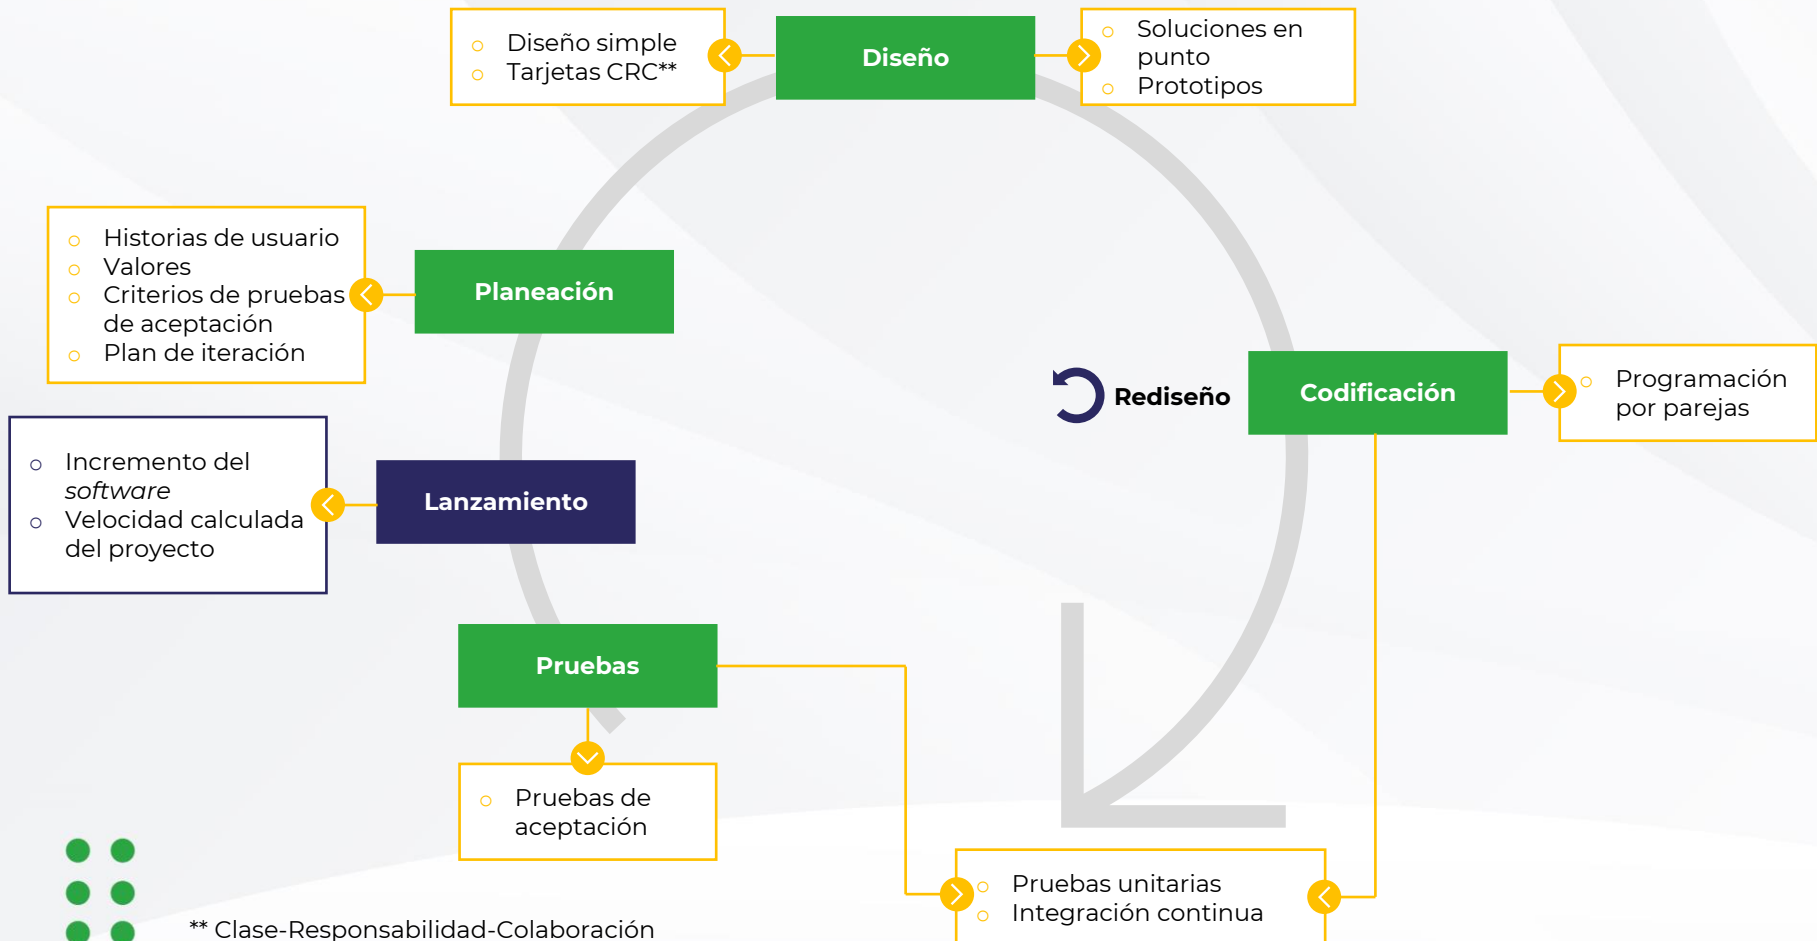 Diseño simple
Tarjetas CRC**
Diseño
Soluciones en
punto
Prototipos
Historias de usuario
Valores
Criterios de pruebas
de aceptación
Plan de iteración
Planeación
Rediseño
Codificación
Programación
por parejas
Incremento del
software
Velocidad calculada
del proyecto
Lanzamiento
Pruebas
Pruebas de
aceptación
Pruebas unitarias
Integración continua
** Clase-Responsabilidad-Colaboración